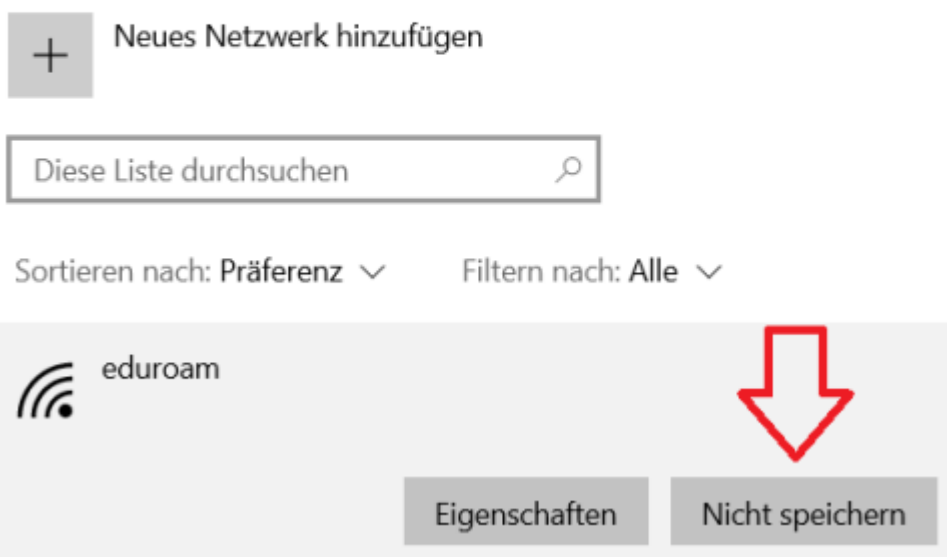 Neues Netzwerk hinzufügen
Diese Liste durchsuchen
Sortieren nach: Präferenz Filtern nach: Alle
eduroam
Eigenschaften Nicht speichern